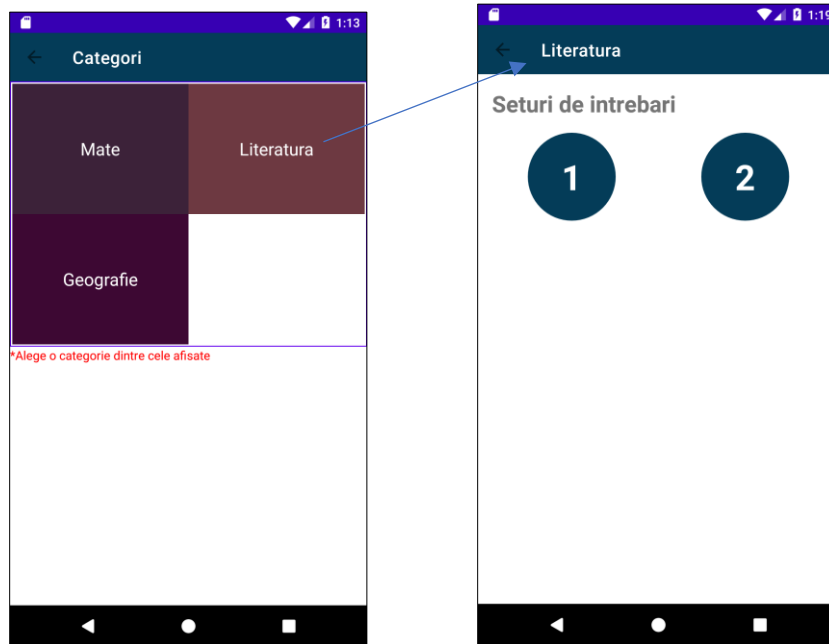 1:13
Categori
Mate
Literatura
Geografie
*Alege o categorie dintre cele afisate
1:19
Literatura
Seturi de intrebari
1
2